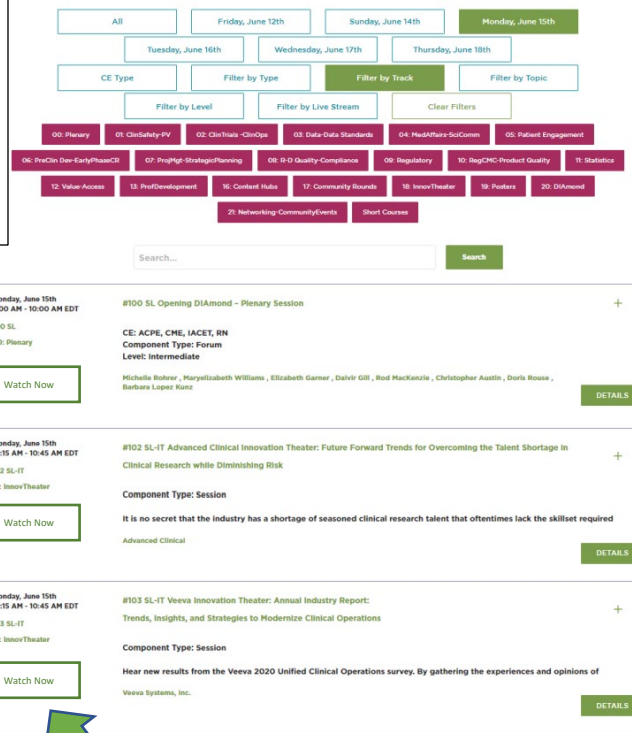 All Friday, June 12th Sunday, June 14th Monday, June 15th
Tuesday, June 16th Wednesday, June 17th Thursday, June 18th
CE Type Filter by Type Filter by Track Filter by Topic
Filter by Level Filter by Live Stream Clear Filters
00: Plenary 01: ClinSafety-PV 02: ClinTrials -ClinOps 03: Data-Data Standards 04: MedAffairs-SciComm 05: Patient Engagement
06: PreClin Dev-EarlyPhaseCR 07: ProjMgt-StrategicPlanning 08: R-D Quality-Compliance 09: Regulatory 10: RegCMC-Product Quality 11: Statistics
12: Value-Access 13: ProfDevelopment 16: Content Hubs 17: Community Rounds 18: InnovTheater 19: Posters 20: DIAmond
21: Networking-CommunityEvents Short Courses
Search... Search
onday, June 15th
:00 AM - 10:00 AM EDT
0 SL
: Plenary
Watch Now
#100 SL Opening DIAmond – Plenary Session
+
CE: ACPE, CME, IACET, RN
Component Type: Forum
Level: Intermediate
Michelle Rohrer , Maryelizabeth Williams , Elizabeth Garner , Dalvir Gill , Rod MacKenzie , Christopher Austin , Doris Rouse ,
Barbara Lopez Kunz
DETAILS
onday, June 15th
:15 AM - 10:45 AM EDT
2 SL-IT
: InnovTheater
Watch Now
#102 SL-IT Advanced Clinical Innovation Theater: Future Forward Trends for Overcoming the Talent Shortage in
Clinical Research while Diminishing Risk
+
Component Type: Session
It is no secret that the industry has a shortage of seasoned clinical research talent that oftentimes lack the skillset required
Advanced Clinical
DETAILS
onday, June 15th
:15 AM - 10:45 AM EDT
3 SL-IT
: InnovTheater
Watch Now
#103 SL-IT Veeva Innovation Theater: Annual Industry Report:
Trends, Insights, and Strategies to Modernize Clinical Operations
+
Component Type: Session
Hear new results from the Veeva 2020 Unified Clinical Operations survey. By gathering the experiences and opinions of
Veeva Systems, Inc.
DETAILS